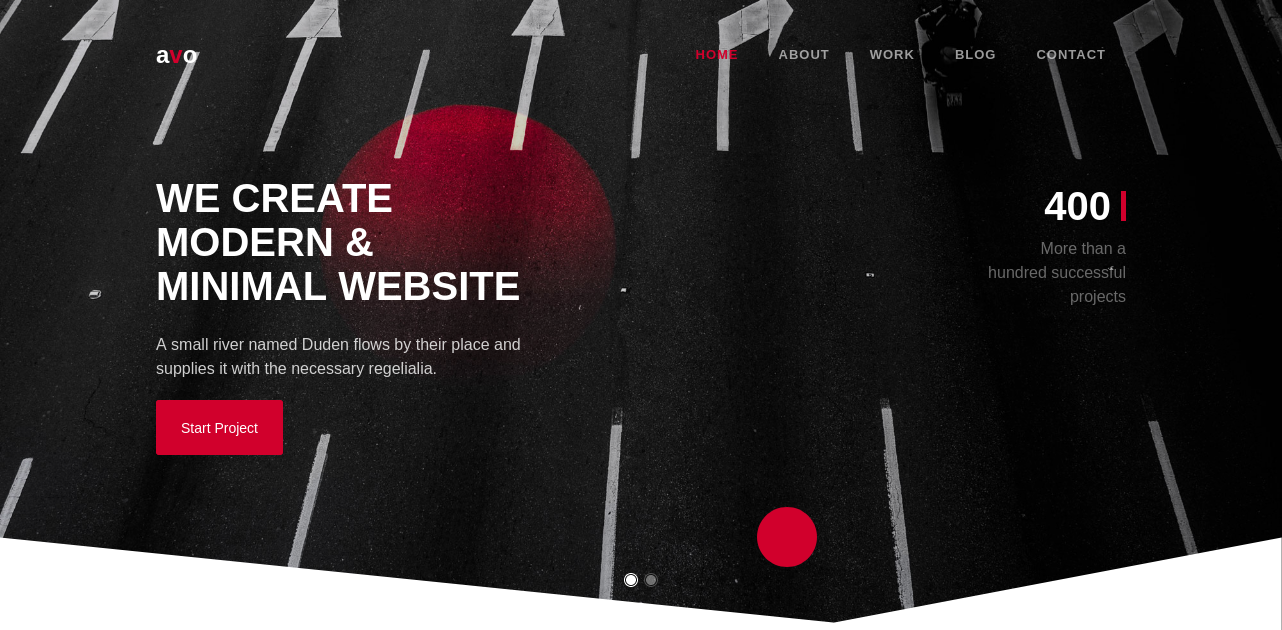 avo
HOME ABOUT WORK BLOG CONTACT
WE CREATE
MODERN &
MINIMAL WEBSITE
A small river named Duden flows by their place and
supplies it with the necessary regelialia.
Start Project
400
More than a
hundred successful
projects